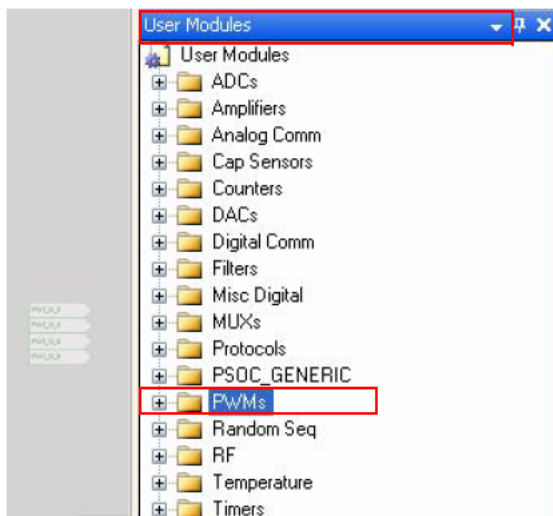 User Modules
User Modules
ADCs
Amplifiers
Analog Comm
Cap Sensors
Counters
DACs
Digital Comm
Filters
Misc Digital
MUXs
Protocols
PSOC_GENERIC
PWMs
Random Seq
RF
Temperature
Timers